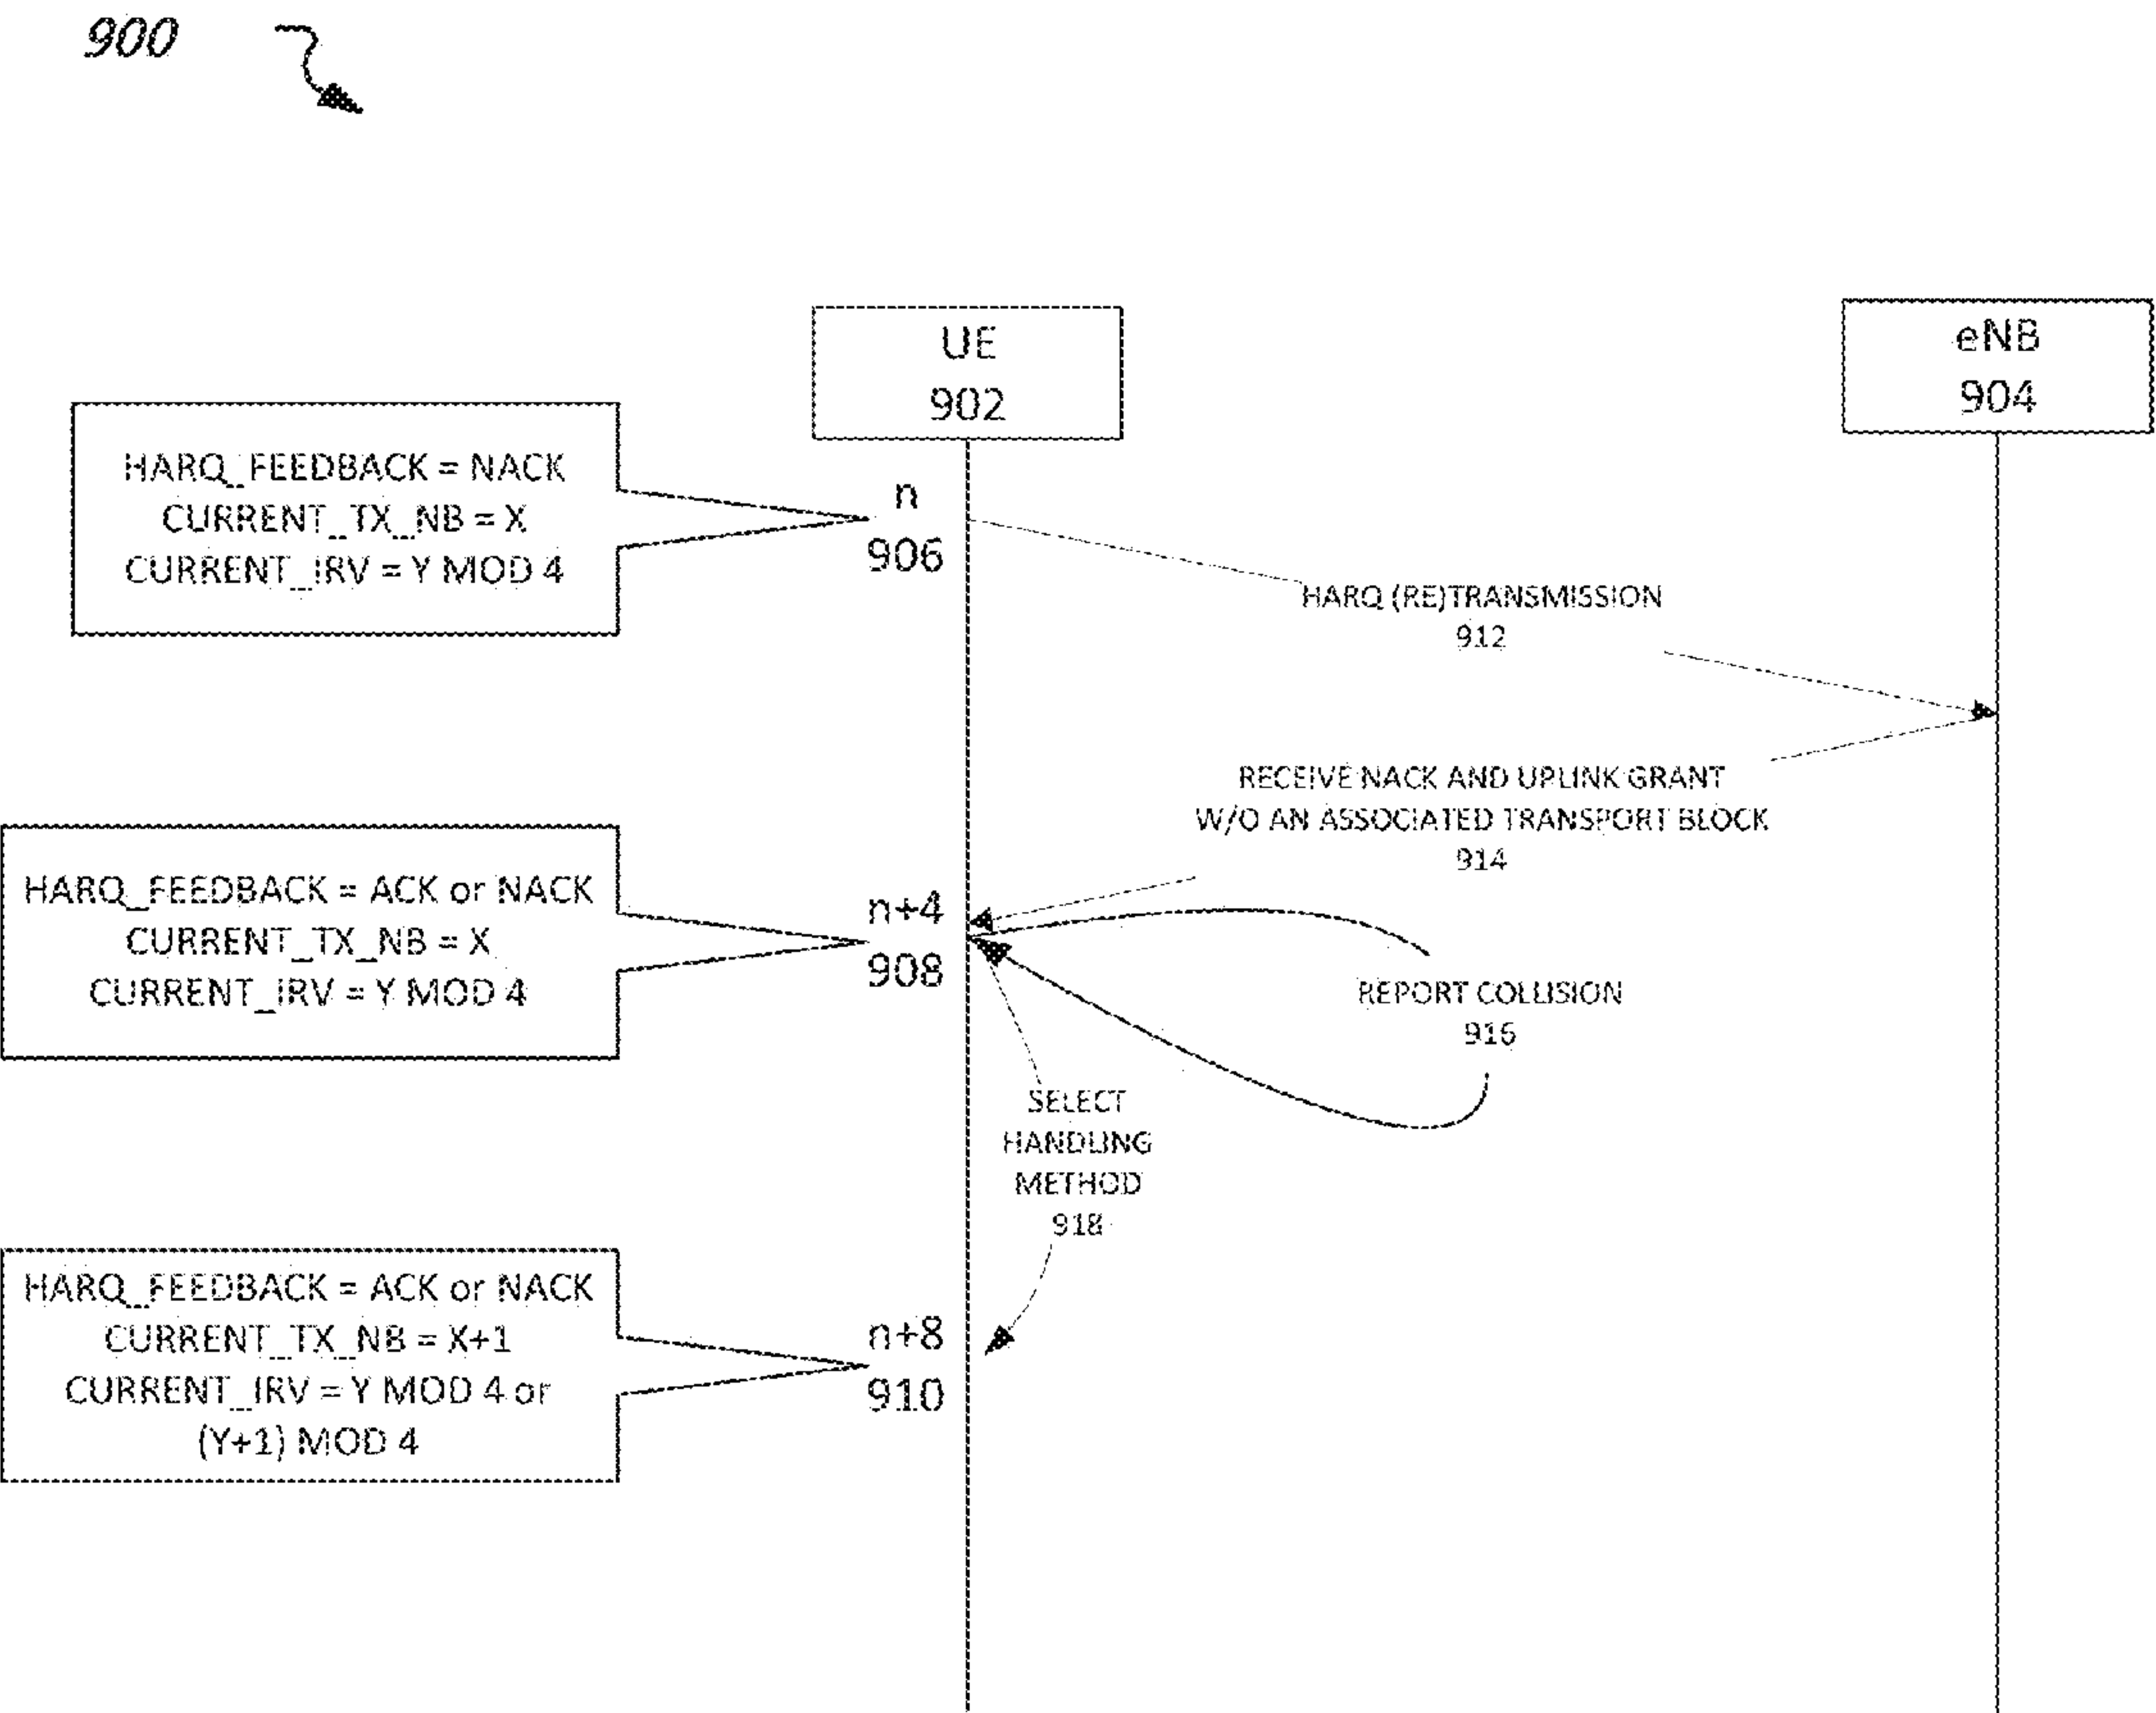 900
UE
902
eNB
904
HARQ_FEEDBACK = NACK
CURRENT_TX_NB = X
CURRENT_IRV = Y MOD 4
n
906
HARQ (RE)TRANSMISSION
912
RECEIVE NACK AND UPLINK GRANT
W/O AN ASSOCIATED TRANSPORT BLOCK
914
HARQ_FEEDBACK = ACK or NACK
CURRENT_TX_NB = X
CURRENT_IRV = Y MOD 4
n+4
908
REPORT COLLISION
916
SELECT
HANDLING
METHOD
918
HARQ_FEEDBACK = ACK or NACK
CURRENT_TX_NB = X+1
CURRENT_IRV = Y MOD 4 or
(Y+1) MOD 4
n+8
910